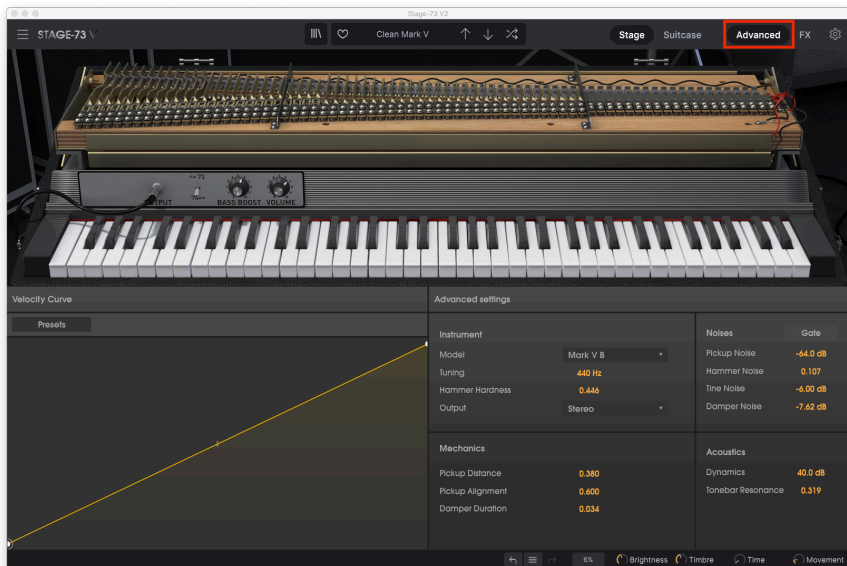 Stage-73 V2
STAGE-73 V
Clean Mark V
Stage
Suitcase
Advanced
FX
<=73
74=>
BASS BOOST
VOLUME
Velocity Curve
Presets
Advanced settings
Instrument
Model
Mark V B
Tuning
440 Hz
Hammer Hardness
0.446
Output
Stereo
Noises
Gate
Pickup Noise
-64.0 dB
Hammer Noise
0.107
Tine Noise
-6.00 dB
Damper Noise
-7.62 dB
Mechanics
Pickup Distance
0.380
Pickup Alignment
0.600
Damper Duration
0.034
Acoustics
Dynamics
40.0 dB
Tonebar Resonance
0.319
6%
Brightness
Timbre
Time
Movement